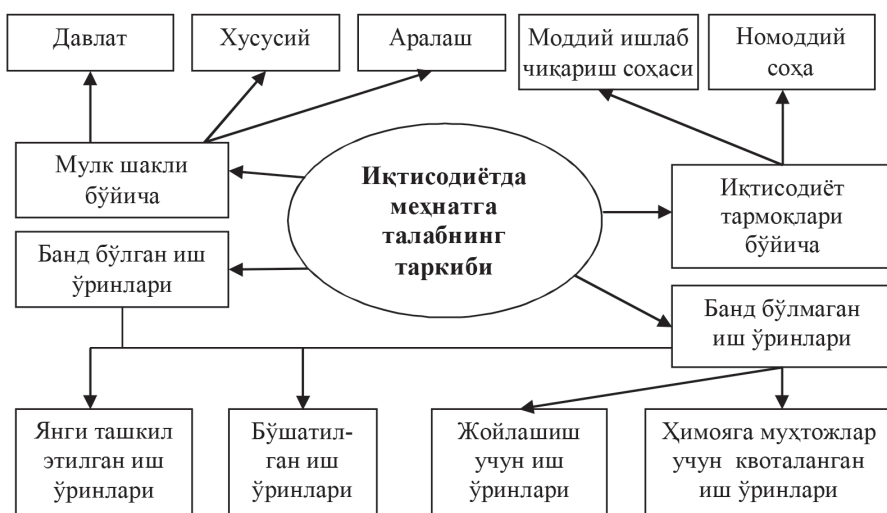 Давлат
Хусусий
Аралаш
Моддий ишлаб
чиқариш соҳаси
Номоддий
соҳа
Мулк шакли
бўйича
Иқтисодиётда
меҳнатга
талабнинг
таркиби
Иқтисодиёт
тармоқлари
бўйича
Банд бўлган иш
ўринлари
Банд бўлмаган
иш ўринлари
Янги ташкил
этилган иш
ўринлари
Бўшатил-
ган иш
ўринлари
Жойлашиш
учун иш
ўринлари
Ҳимояга муҳтожлар
учун квоталанган
иш ўринлари